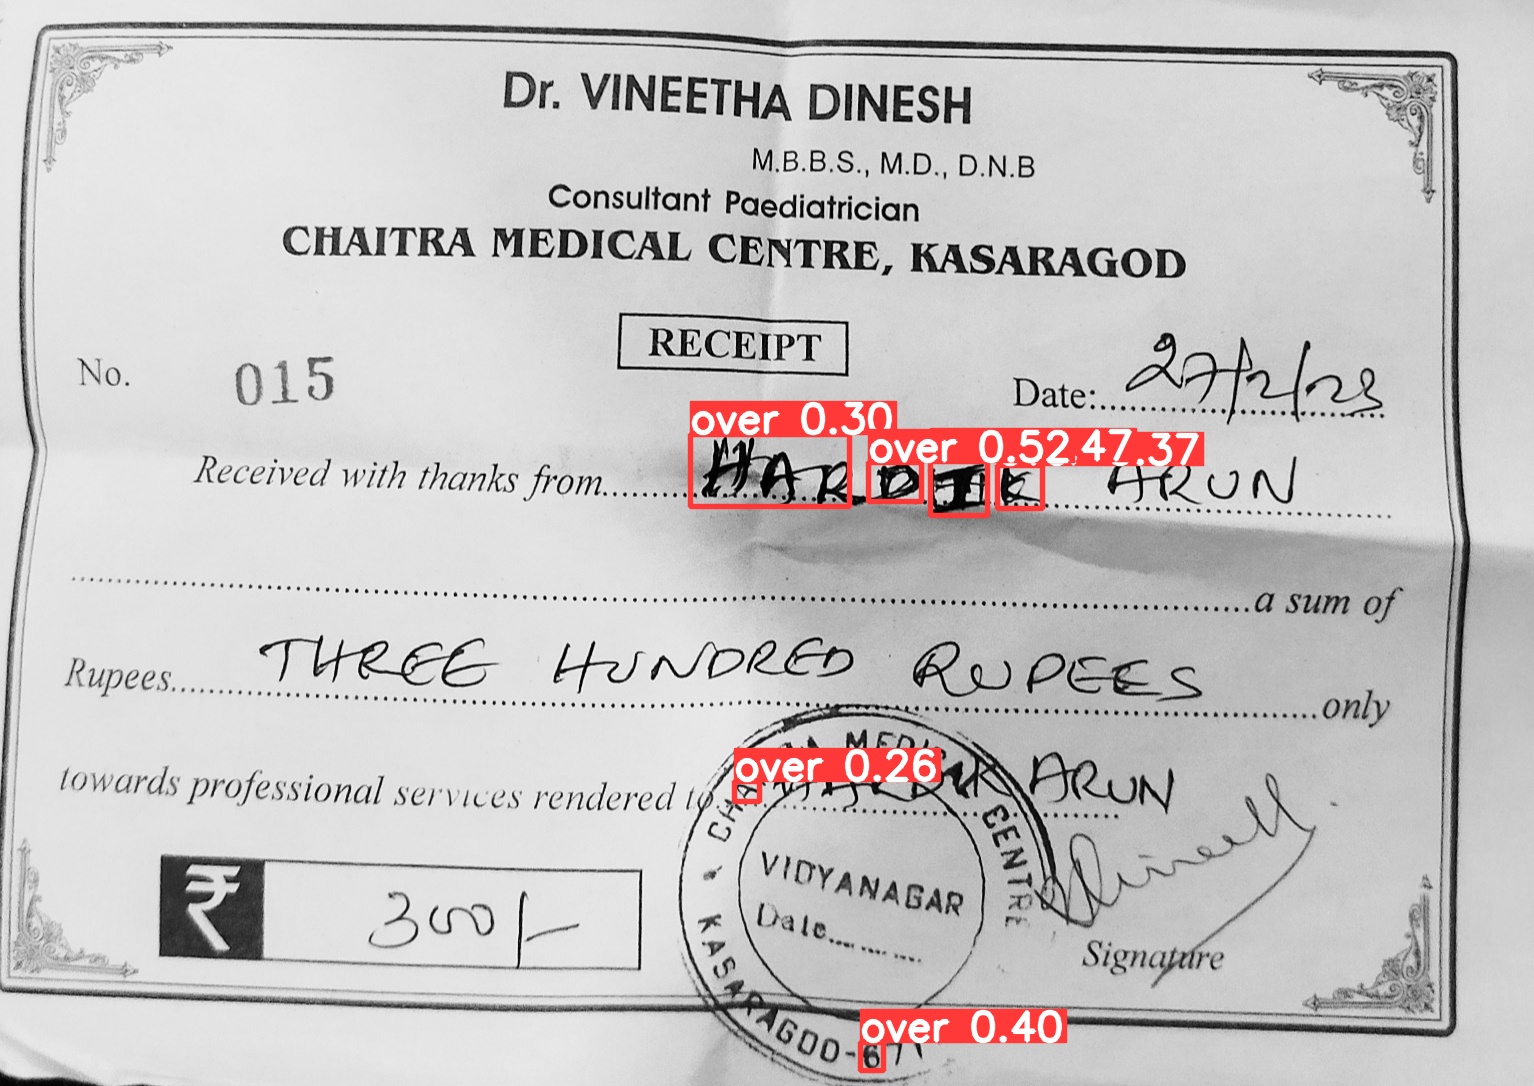 Dr. VINEETHA DINESH
M.B.B.S., M.D., D.N.B
Consultant Paediatrician
CHAITRA MEDICAL CENTRE, KASARAGOD
RECEIPT
No. 015 Date: 27/2/23
over 0.30 over 0.52 .47 .37
Received with thanks from HARDIK ARUN
a sum of
Rupees THREE HUNDRED RUPEES only
over 0.26
towards professional services rendered to ARUN
₹ 300/-
MEDICAL CENTRE
VIDYANAGAR
Date
KASARAGOD-671
Signature
over 0.40